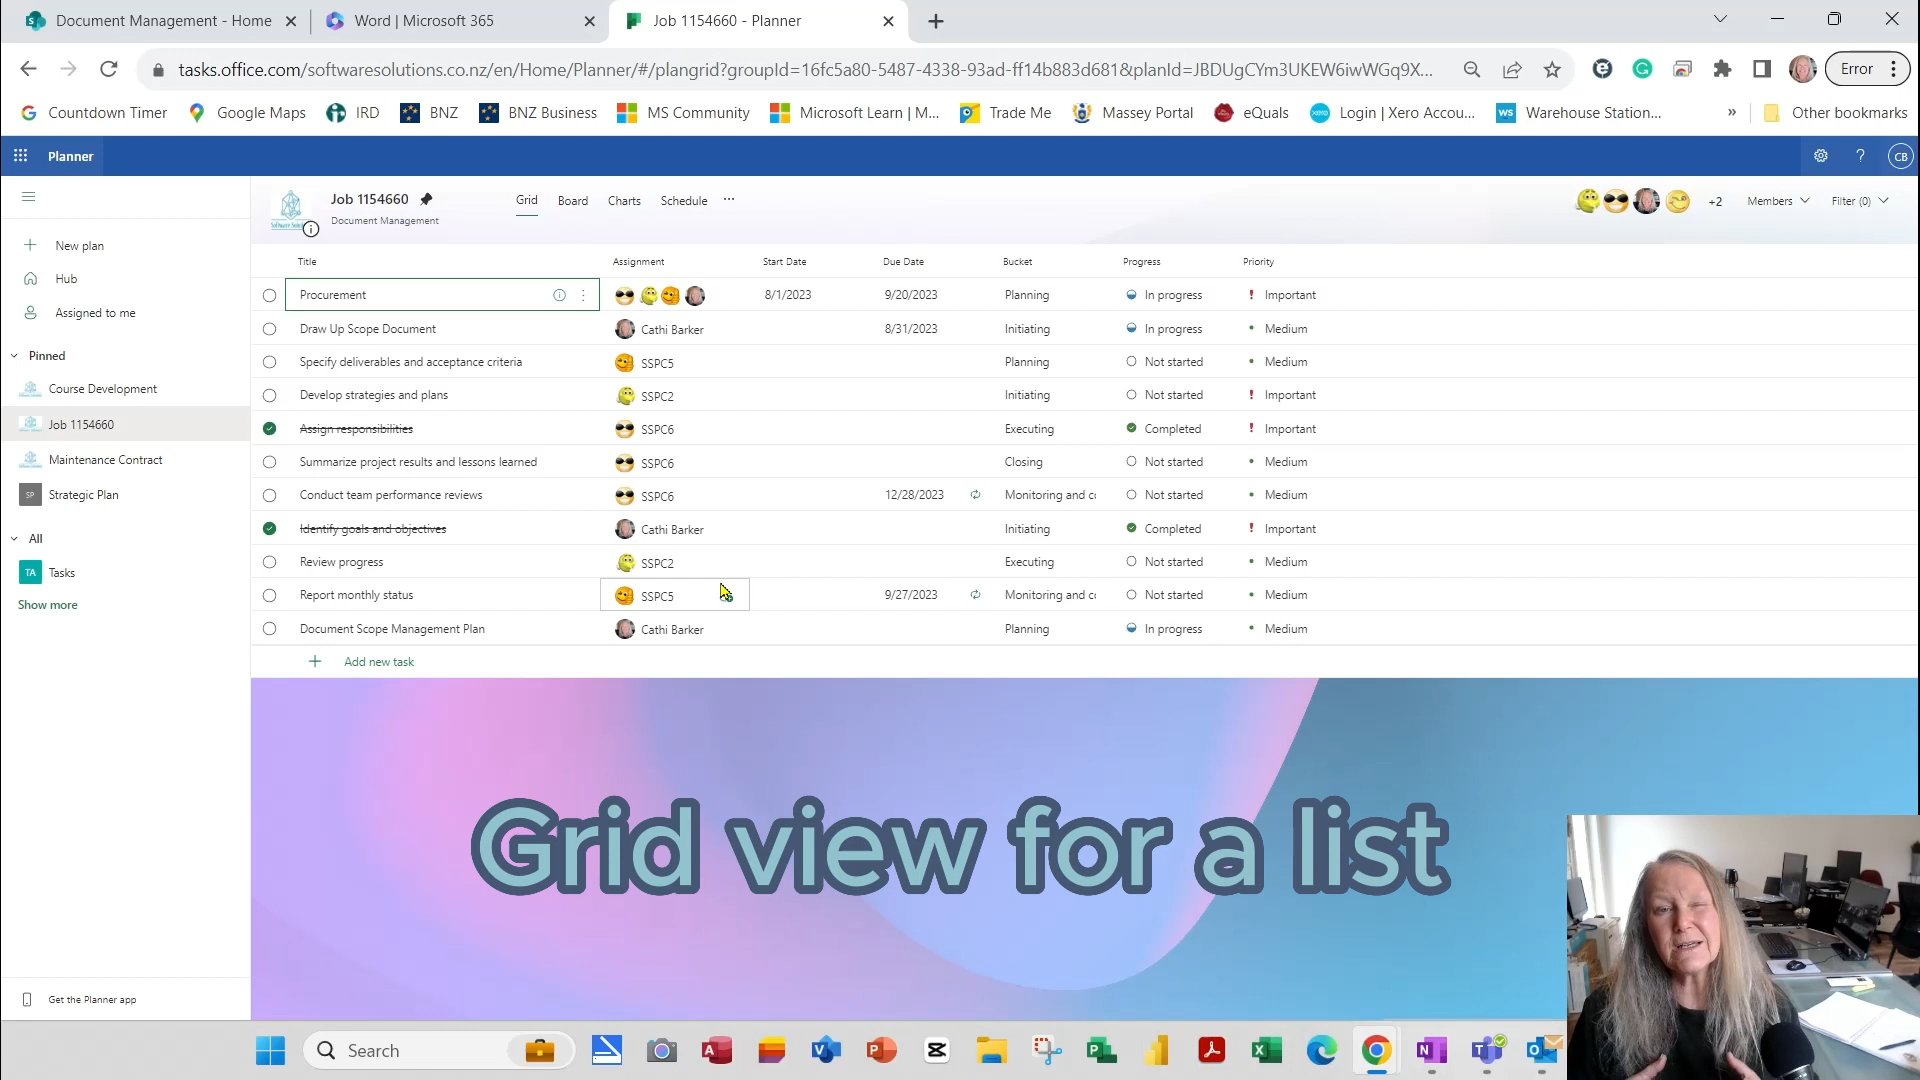 Document Management - Home
Word | Microsoft 365
Job 1154660 - Planner
tasks.office.com/softwaresolutions.co.nz/en/Home/Planner/#/plangrid?groupId=16fc5a80-5487-4338-93ad-ff14b883d681&planId=JBDUgCYm3UKEW6iwWGq9X...
Error
Countdown Timer
Google Maps
IRD
BNZ
BNZ Business
MS Community
Microsoft Learn | M...
Trade Me
Massey Portal
eQuals
Login | Xero Accou...
WS
Warehouse Station...
»
Other bookmarks
Planner
?
CB
Job 1154660
Document Management
Grid
Board
Charts
Schedule
...
+2
Members
Filter (0)
New plan
Hub
Assigned to me
Pinned
Course Development
Job 1154660
Maintenance Contract
SP
Strategic Plan
All
TA
Tasks
Show more
Get the Planner app
Title Assignment Start Date Due Date Bucket Progress Priority
Procurement 8/1/2023 9/20/2023 Planning In progress Important
Draw Up Scope Document Cathi Barker 8/31/2023 Initiating In progress Medium
Specify deliverables and acceptance criteria SSPC5 Planning Not started Medium
Develop strategies and plans SSPC2 Initiating Not started Important
Assign responsibilities SSPC6 Executing Completed Important
Summarize project results and lessons learned SSPC6 Closing Not started Medium
Conduct team performance reviews SSPC6 12/28/2023 Monitoring and cc Not started Medium
Identify goals and objectives Cathi Barker Initiating Completed Important
Review progress SSPC2 Executing Not started Medium
Report monthly status SSPC5 9/27/2023 Monitoring and cc Not started Medium
Document Scope Management Plan Cathi Barker Planning In progress Medium
Add new task
Grid view for a list
Search